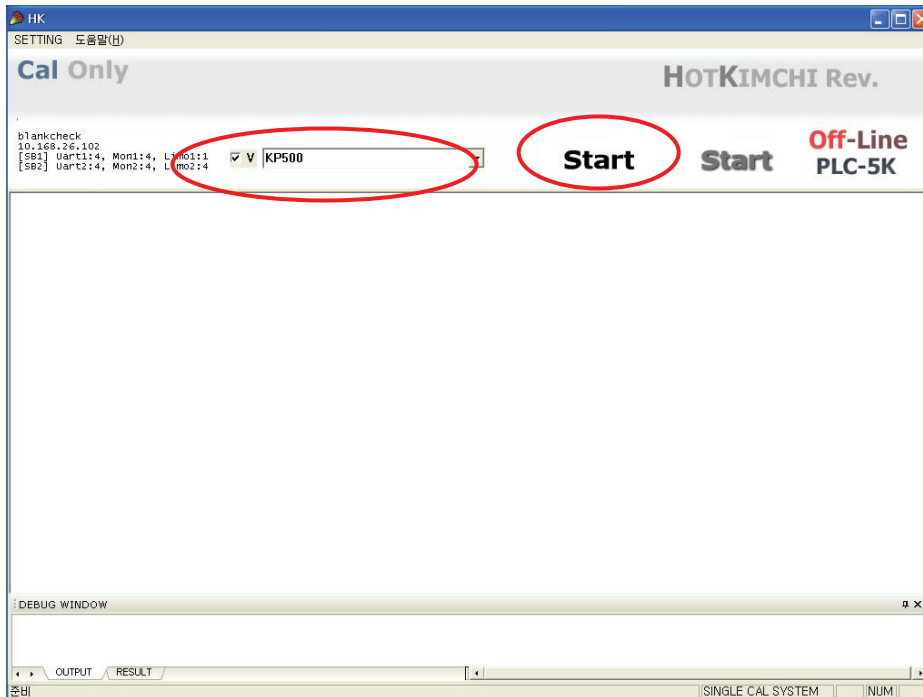 HK
SETTING 도움말(H)
Cal Only
HOTKIMCHI Rev.
blankcheck
10.168.26.102
[SB1] Uart1:4, Mon1:4, Limo1:1
[SB2] Uart2:4, Mon2:4, Limo2:4
V KP500
Start
Start
Off-Line
PLC-5K
DEBUG WINDOW
OUTPUT RESULT
준비 SINGLE CAL SYSTEM NUM